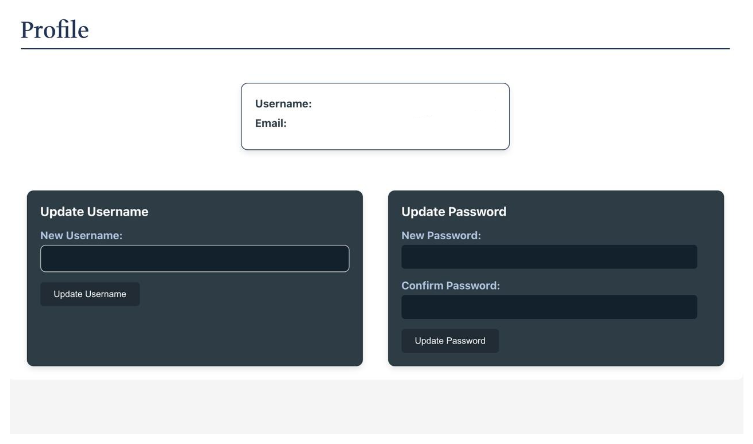 Profile
Username:
Email:
Update Username
New Username:
Update Username
Update Password
New Password:
Confirm Password:
Update Password